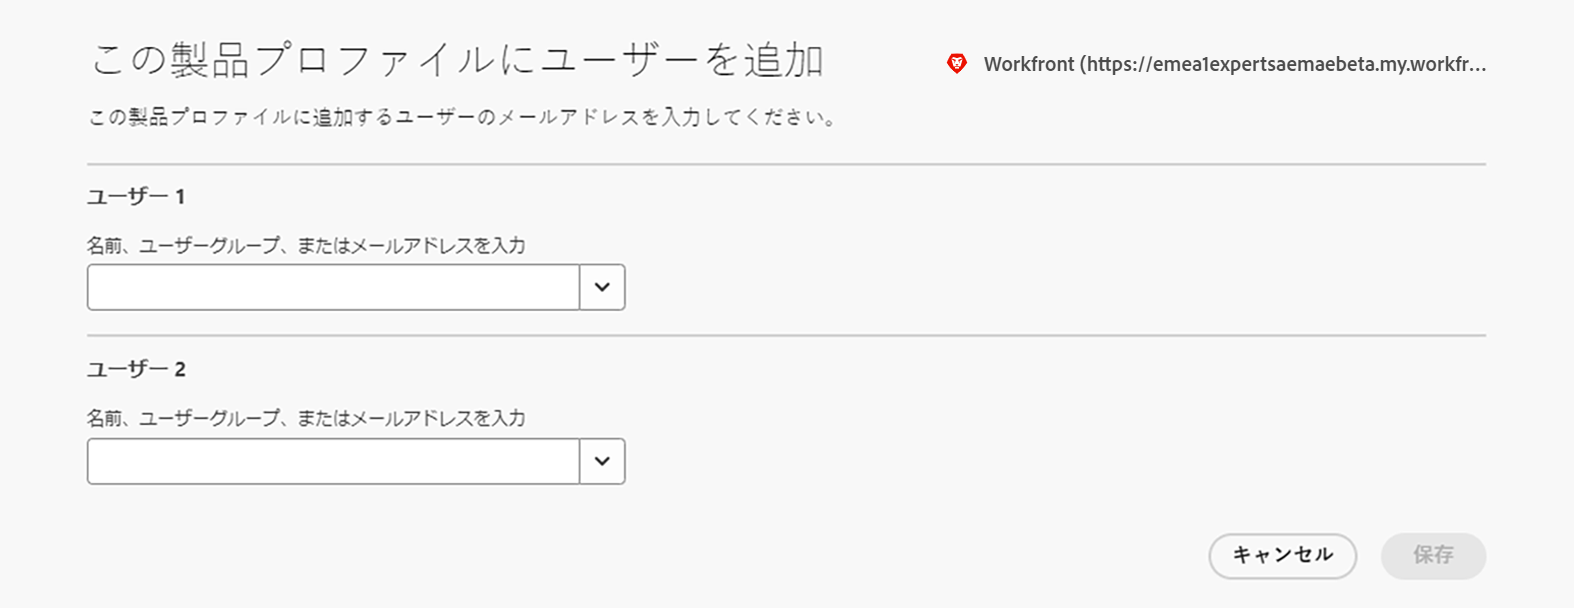 この製品プロファイルにユーザーを追加
Workfront (https://emea1expertsaemaebeta.my.workfr...
この製品プロファイルに追加するユーザーのメールアドレスを入力してください。
ユーザー 1
名前、ユーザーグループ、またはメールアドレスを入力
ユーザー 2
名前、ユーザーグループ、またはメールアドレスを入力
キャンセル
保存